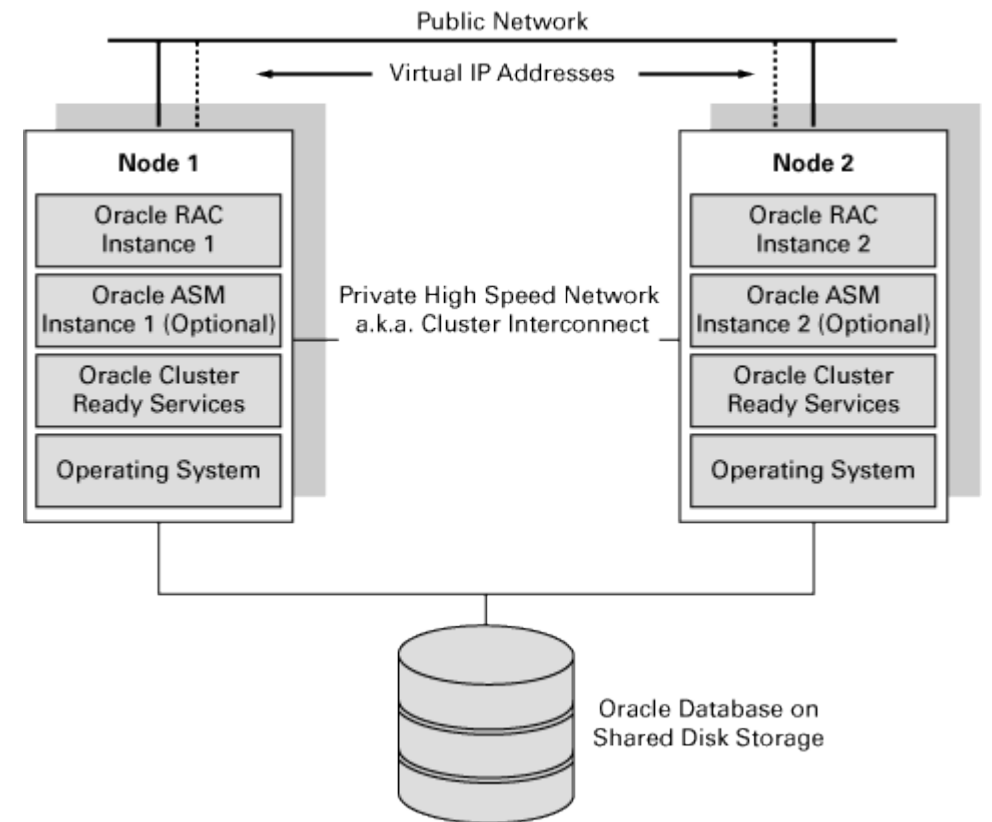 Public Network
Virtual IP Addresses
Node 1
Oracle RAC
Instance 1
Oracle ASM
Instance 1 (Optional)
Oracle Cluster
Ready Services
Operating System
Private High Speed Network
a.k.a. Cluster Interconnect
Node 2
Oracle RAC
Instance 2
Oracle ASM
Instance 2 (Optional)
Oracle Cluster
Ready Services
Operating System
Oracle Database on
Shared Disk Storage